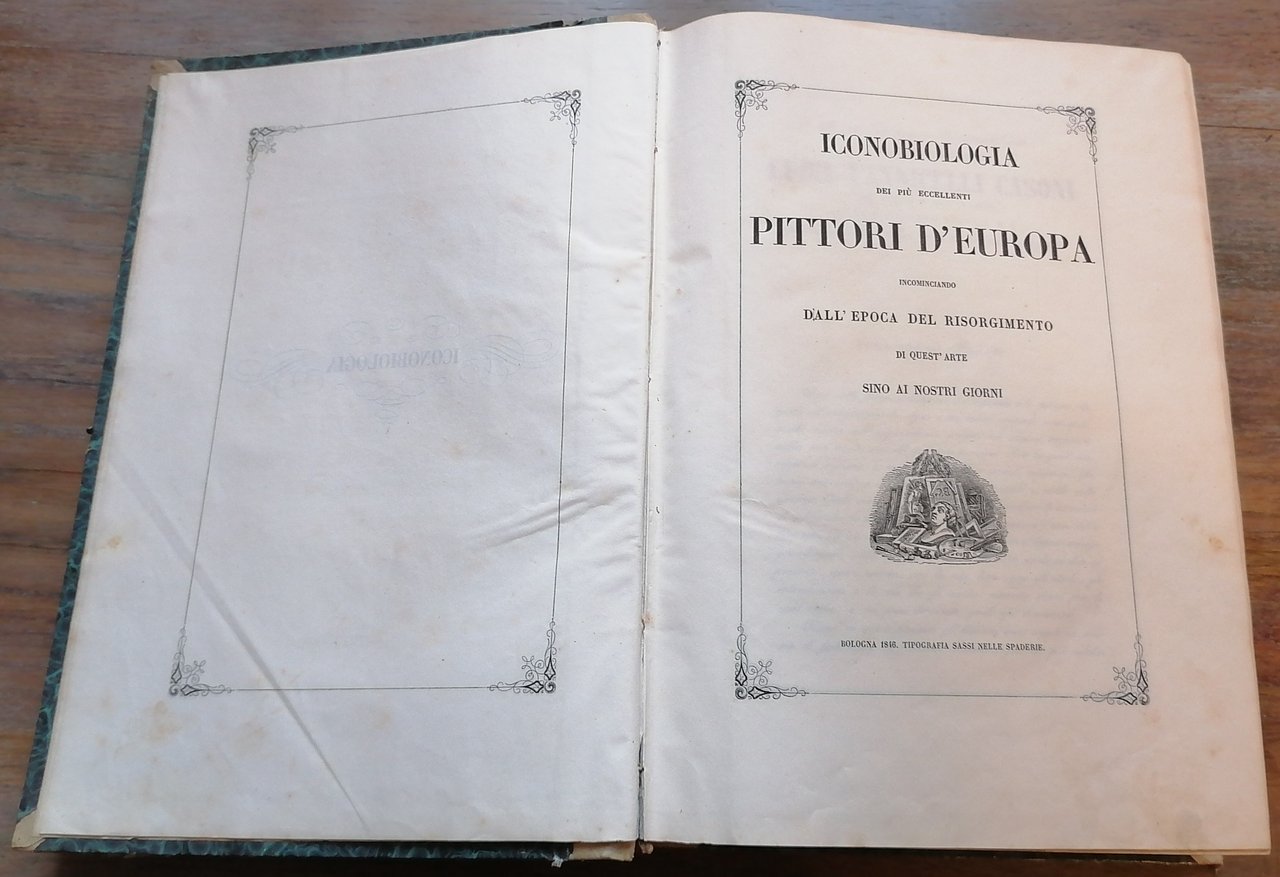 ICONOBIOLOGIA
ICONOBIOLOGIA
DEI PIÙ ECCELLENTI
PITTORI D'EUROPA
INCOMINCIANDO
DALL' EPOCA DEL RISORGIMENTO
DI QUEST' ARTE
SINO AI NOSTRI GIORNI
BOLOGNA 1846. TIPOGRAFIA SASSI NELLE SPADERIE.